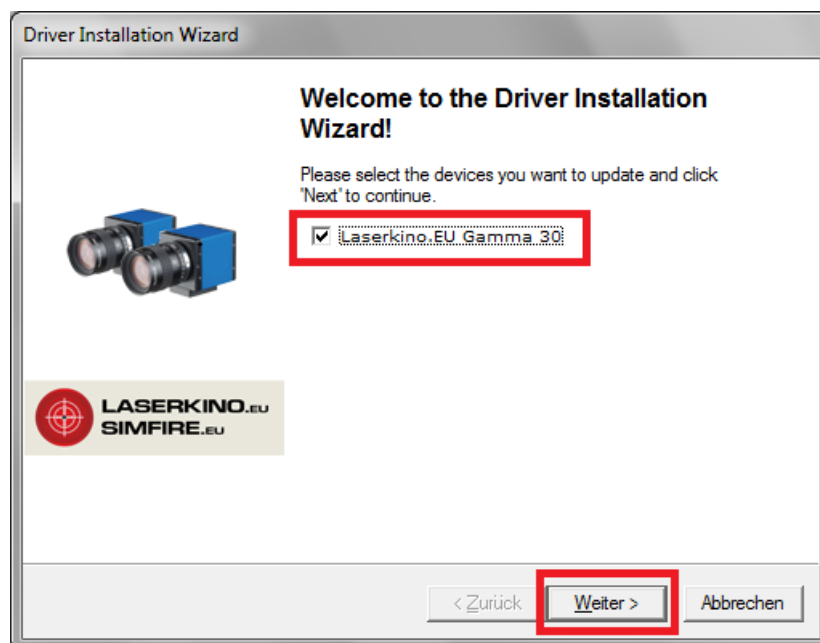 Driver Installation Wizard
Welcome to the Driver Installation
Wizard!
Please select the devices you want to update and click
'Next' to continue.
Laserkino.EU Gamma 30
LASERKINO.EU
SIMFIRE.EU
< Zurück
Weiter >
Abbrechen